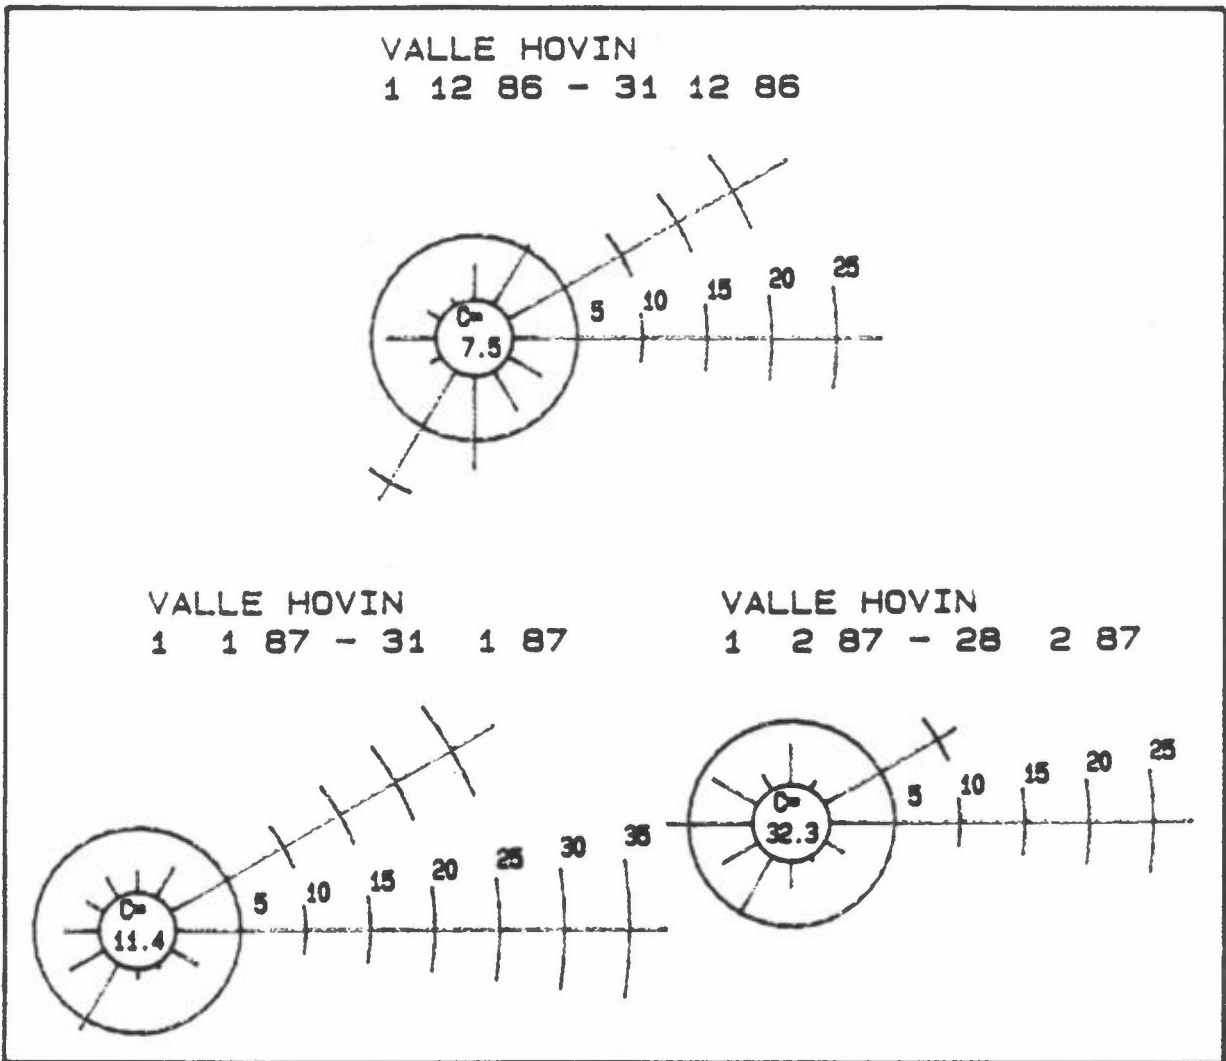 VALLE HOVIN
1 12 86 - 31 12 86
C=
7.5
5 10 15 20 25
VALLE HOVIN
1 1 87 - 31 1 87
C=
11.4
5 10 15 20 25 30 35
VALLE HOVIN
1 2 87 - 28 2 87
C=
32.3
5 10 15 20 25